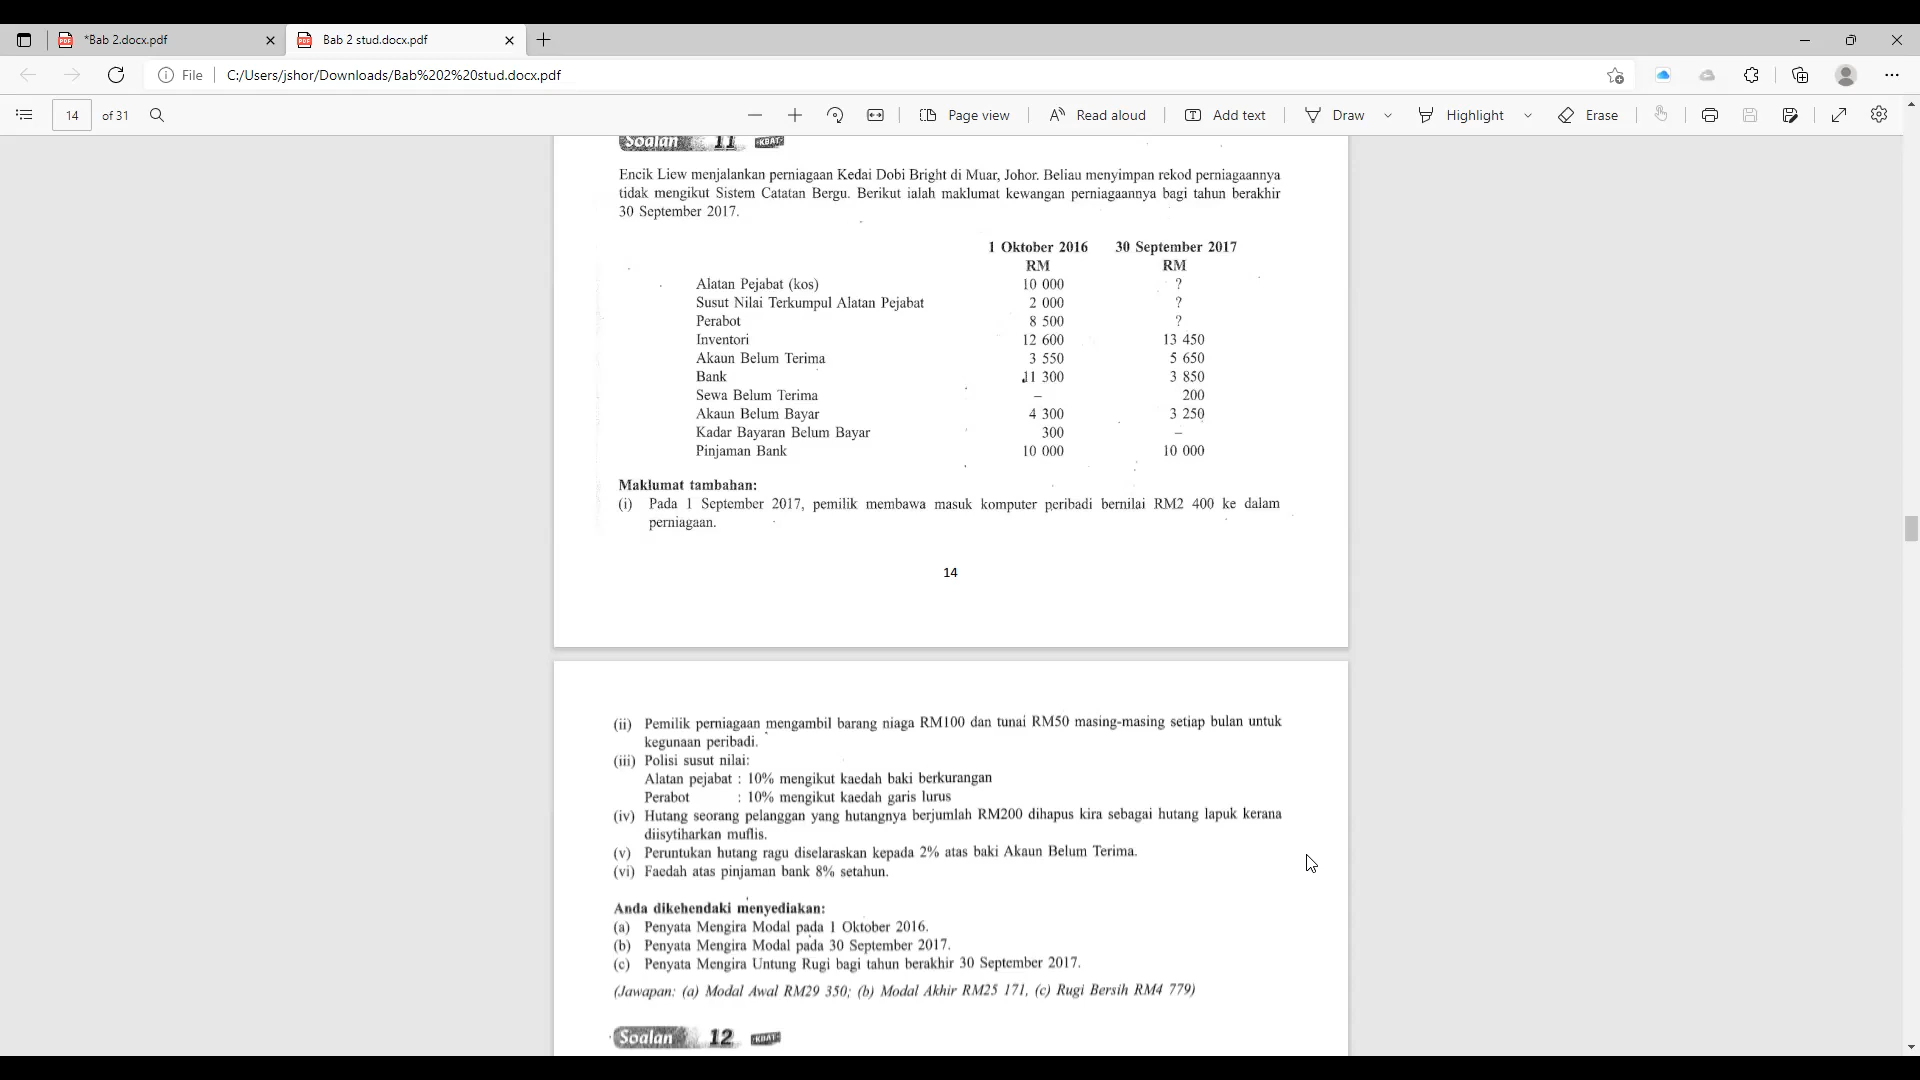 *Bab 2.docx.pdf
Bab 2 stud.docx.pdf
File
C:/Users/jshor/Downloads/Bab%202%20stud.docx.pdf
14 of 31
Page view
Read aloud
Add text
Draw
Highlight
Erase
Soalan 11 KBAT
Encik Liew menjalankan perniagaan Kedai Dobi Bright di Muar, Johor. Beliau menyimpan rekod perniagaannya
tidak mengikut Sistem Catatan Bergu. Berikut ialah maklumat kewangan perniagaannya bagi tahun berakhir
30 September 2017.
1 Oktober 2016 30 September 2017
RM RM
Alatan Pejabat (kos) 10 000 ?
Susut Nilai Terkumpul Alatan Pejabat 2 000 ?
Perabot 8 500 ?
Inventori 12 600 13 450
Akaun Belum Terima 3 550 5 650
Bank 11 300 3 850
Sewa Belum Terima – 200
Akaun Belum Bayar 4 300 3 250
Kadar Bayaran Belum Bayar 300 –
Pinjaman Bank 10 000 10 000
Maklumat tambahan:
(i) Pada 1 September 2017, pemilik membawa masuk komputer peribadi bernilai RM2 400 ke dalam
perniagaan.
14
(ii) Pemilik perniagaan mengambil barang niaga RM100 dan tunai RM50 masing-masing setiap bulan untuk
kegunaan peribadi.
(iii) Polisi susut nilai:
Alatan pejabat : 10% mengikut kaedah baki berkurangan
Perabot : 10% mengikut kaedah garis lurus
(iv) Hutang seorang pelanggan yang hutangnya berjumlah RM200 dihapus kira sebagai hutang lapuk kerana
diisytiharkan muflis.
(v) Peruntukan hutang ragu diselaraskan kepada 2% atas baki Akaun Belum Terima.
(vi) Faedah atas pinjaman bank 8% setahun.
Anda dikehendaki menyediakan:
(a) Penyata Mengira Modal pada 1 Oktober 2016.
(b) Penyata Mengira Modal pada 30 September 2017.
(c) Penyata Mengira Untung Rugi bagi tahun berakhir 30 September 2017.
(Jawapan: (a) Modal Awal RM29 350; (b) Modal Akhir RM25 171, (c) Rugi Bersih RM4 779)
Soalan 12 KBAT